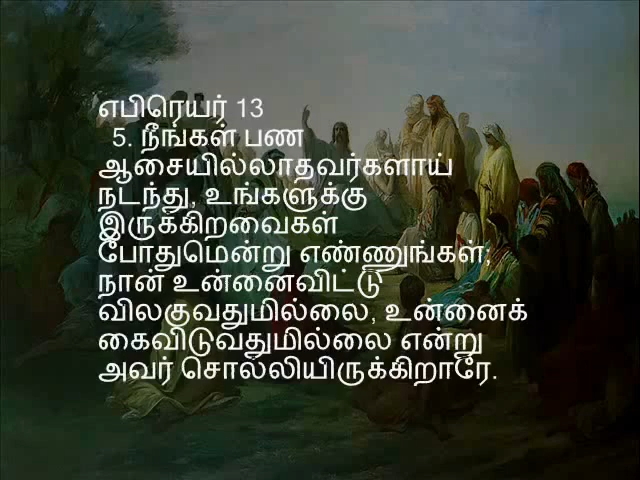 எபிரெயர் 13
5. நீங்கள் பண
ஆசையில்லாதவர்களாய்
நடந்து, உங்களுக்கு
இருக்கிறவைகள்
போதுமென்று எண்ணுங்கள்;
நான் உன்னைவிட்டு
விலகுவதுமில்லை, உன்னைக்
கைவிடுவதுமில்லை என்று
அவர் சொல்லியிருக்கிறாரே.